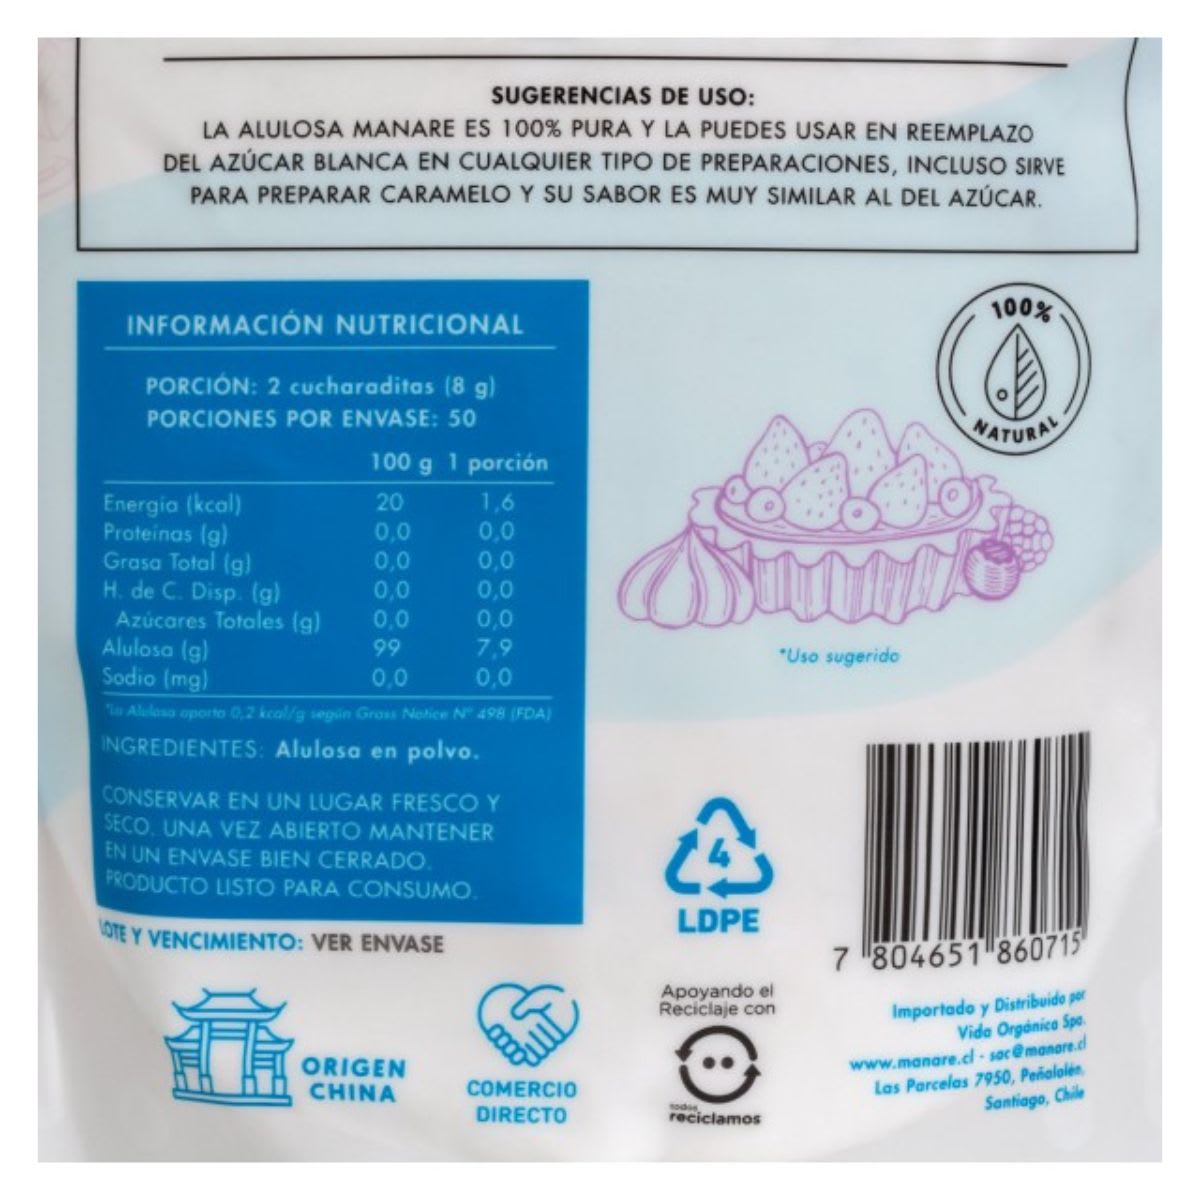 SUGERENCIAS DE USO:
LA ALULOSA MANARE ES 100% PURA Y LA PUEDES USAR EN REEMPLAZO
DEL AZÚCAR BLANCA EN CUALQUIER TIPO DE PREPARACIONES, INCLUSO SIRVE
PARA PREPARAR CARAMELO Y SU SABOR ES MUY SIMILAR AL DEL AZÚCAR.
INFORMACIÓN NUTRICIONAL
PORCIÓN: 2 cucharaditas (8 g)
PORCIONES POR ENVASE: 50
100 g 1 porción
Energía (kcal) 20 1,6
Proteínas (g) 0,0 0,0
Grasa Total (g) 0,0 0,0
H. de C. Disp. (g) 0,0 0,0
Azúcares Totales (g) 0,0 0,0
Alulosa (g) 99 7,9
Sodio (mg) 0,0 0,0
*La Alulosa aporta 0,2 kcal/g según Grass Notice N° 498 (FDA)
INGREDIENTES: Alulosa en polvo.
CONSERVAR EN UN LUGAR FRESCO Y
SECO. UNA VEZ ABIERTO MANTENER
EN UN ENVASE BIEN CERRADO.
PRODUCTO LISTO PARA CONSUMO.
LOTE Y VENCIMIENTO: VER ENVASE
100%
NATURAL
*Uso sugerido
4
LDPE
7 804651 860715
ORIGEN
CHINA
COMERCIO
DIRECTO
Apoyando el
Reciclaje con
todos
reciclamos
Importado y Distribuido por
Vida Orgánica Spa.
www.manare.cl - sac@manare.cl
Las Parcelas 7950, Peñalolén,
Santiago, Chile